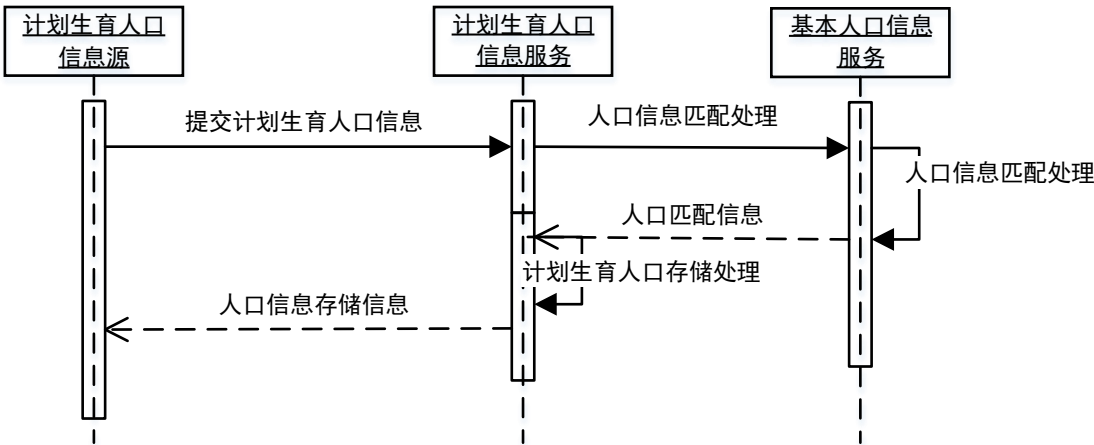 计划生育人口
信息源
计划生育人口
信息服务
基本人口信息
服务
提交计划生育人口信息
人口信息匹配处理
人口信息匹配处理
人口匹配信息
计划生育人口存储处理
人口信息存储信息